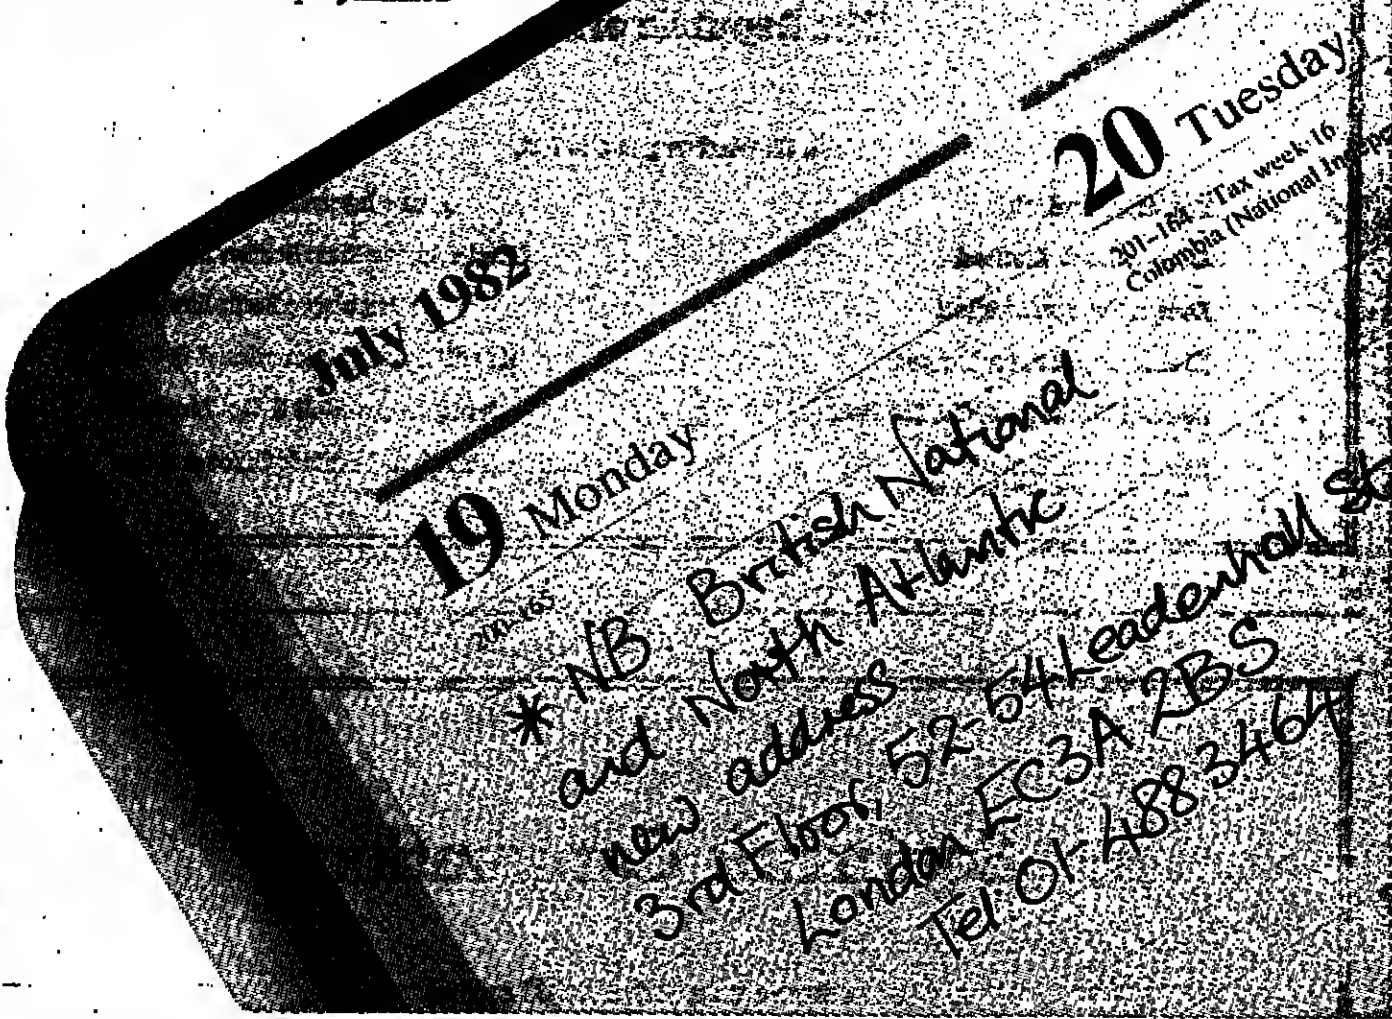 July 1982
19 Monday
200-165
* NB British National
and North Atlantic
new address
3rd Floor, 52-54 Leadenhall
London EC3A 2BS
Tel: 01-488 3464
20 Tuesday
201-164 Tax week 16
Colombia (National